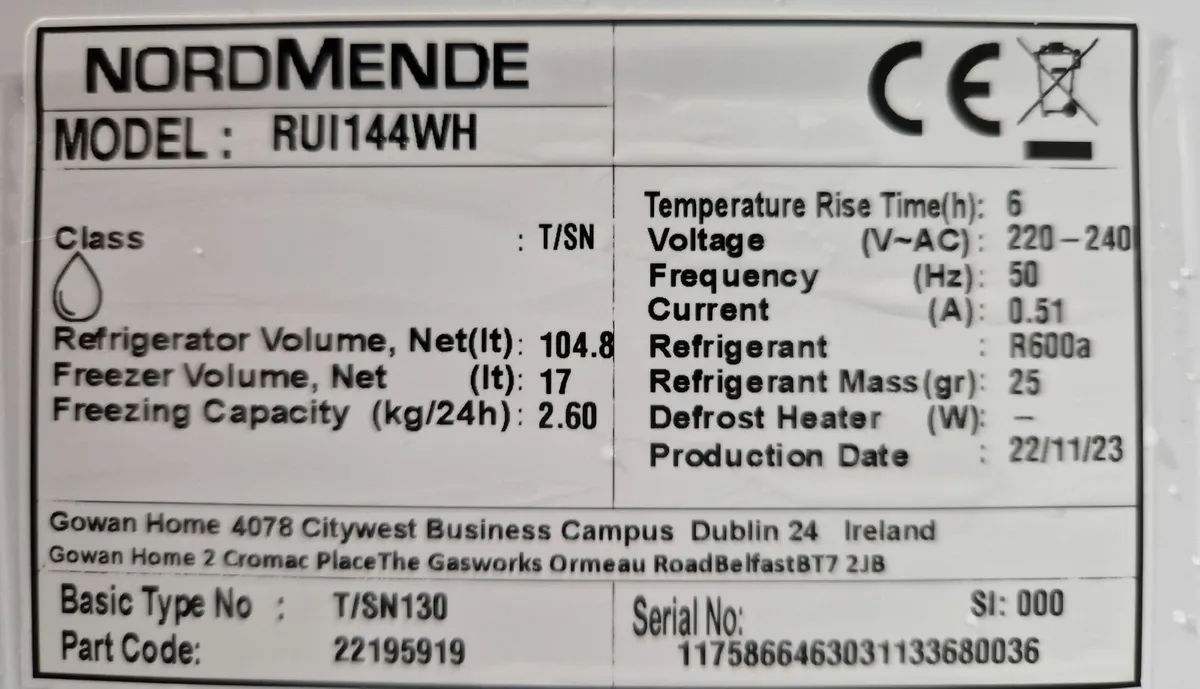 NORDMENDE
CE
MODEL : RUI144WH
Class : T/SN
Refrigerator Volume, Net(lt): 104.8
Freezer Volume, Net (lt): 17
Freezing Capacity (kg/24h): 2.60
Temperature Rise Time(h): 6
Voltage (V~AC): 220-240
Frequency (Hz): 50
Current (A): 0.51
Refrigerant : R600a
Refrigerant Mass(gr): 25
Defrost Heater (W): -
Production Date : 22/11/23
Gowan Home 4078 Citywest Business Campus Dublin 24 Ireland
Gowan Home 2 Cromac PlaceThe Gasworks Ormeau RoadBelfastBT7 2JB
Basic Type No : T/SN130
Part Code: 22195919
Serial No: SI: 000
1175866463031133680036